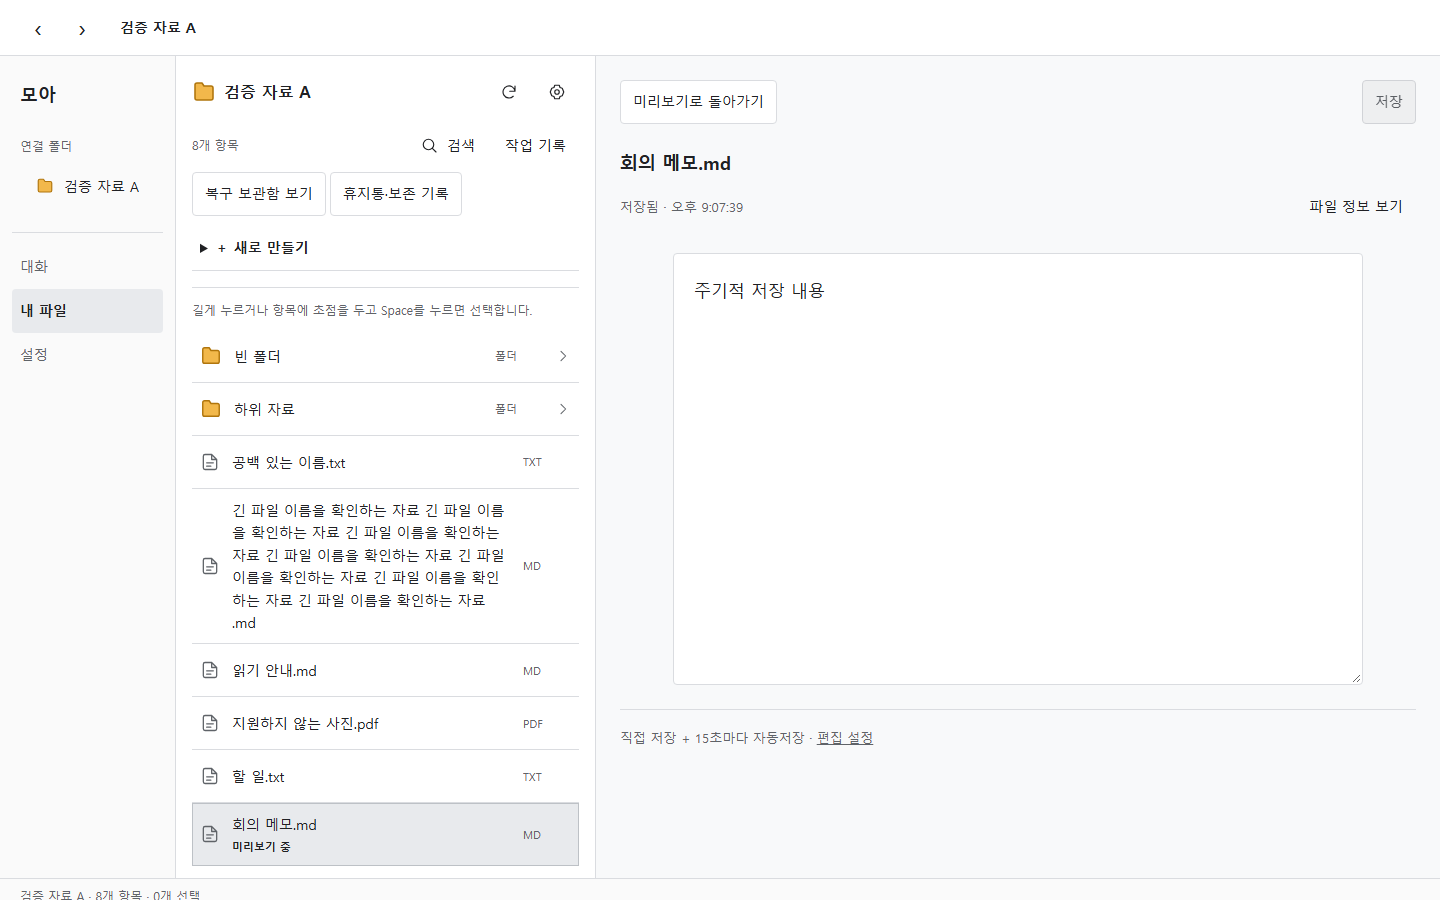 ‹ › 검증 자료 A
모아
연결 폴더
검증 자료 A
대화
내 파일
설정
검증 자료 A
8개 항목
검색
작업 기록
복구 보관함 보기
휴지통·보존 기록
▶ + 새로 만들기
길게 누르거나 항목에 초점을 두고 Space를 누르면 선택합니다.
빈 폴더 폴더
하위 자료 폴더
공백 있는 이름.txt TXT
긴 파일 이름을 확인하는 자료 긴 파일 이름
을 확인하는 자료 긴 파일 이름을 확인하는
자료 긴 파일 이름을 확인하는 자료 긴 파일
이름을 확인하는 자료 긴 파일 이름을 확인
하는 자료 긴 파일 이름을 확인하는 자료
.md
MD
읽기 안내.md MD
지원하지 않는 사진.pdf PDF
할 일.txt TXT
회의 메모.md MD
미리보기 중
미리보기로 돌아가기
저장
회의 메모.md
저장됨 · 오후 9:07:39
파일 정보 보기
주기적 저장 내용
직접 저장 + 15초마다 자동저장 · 편집 설정
검증 자료 A · 8개 항목 · 0개 선택